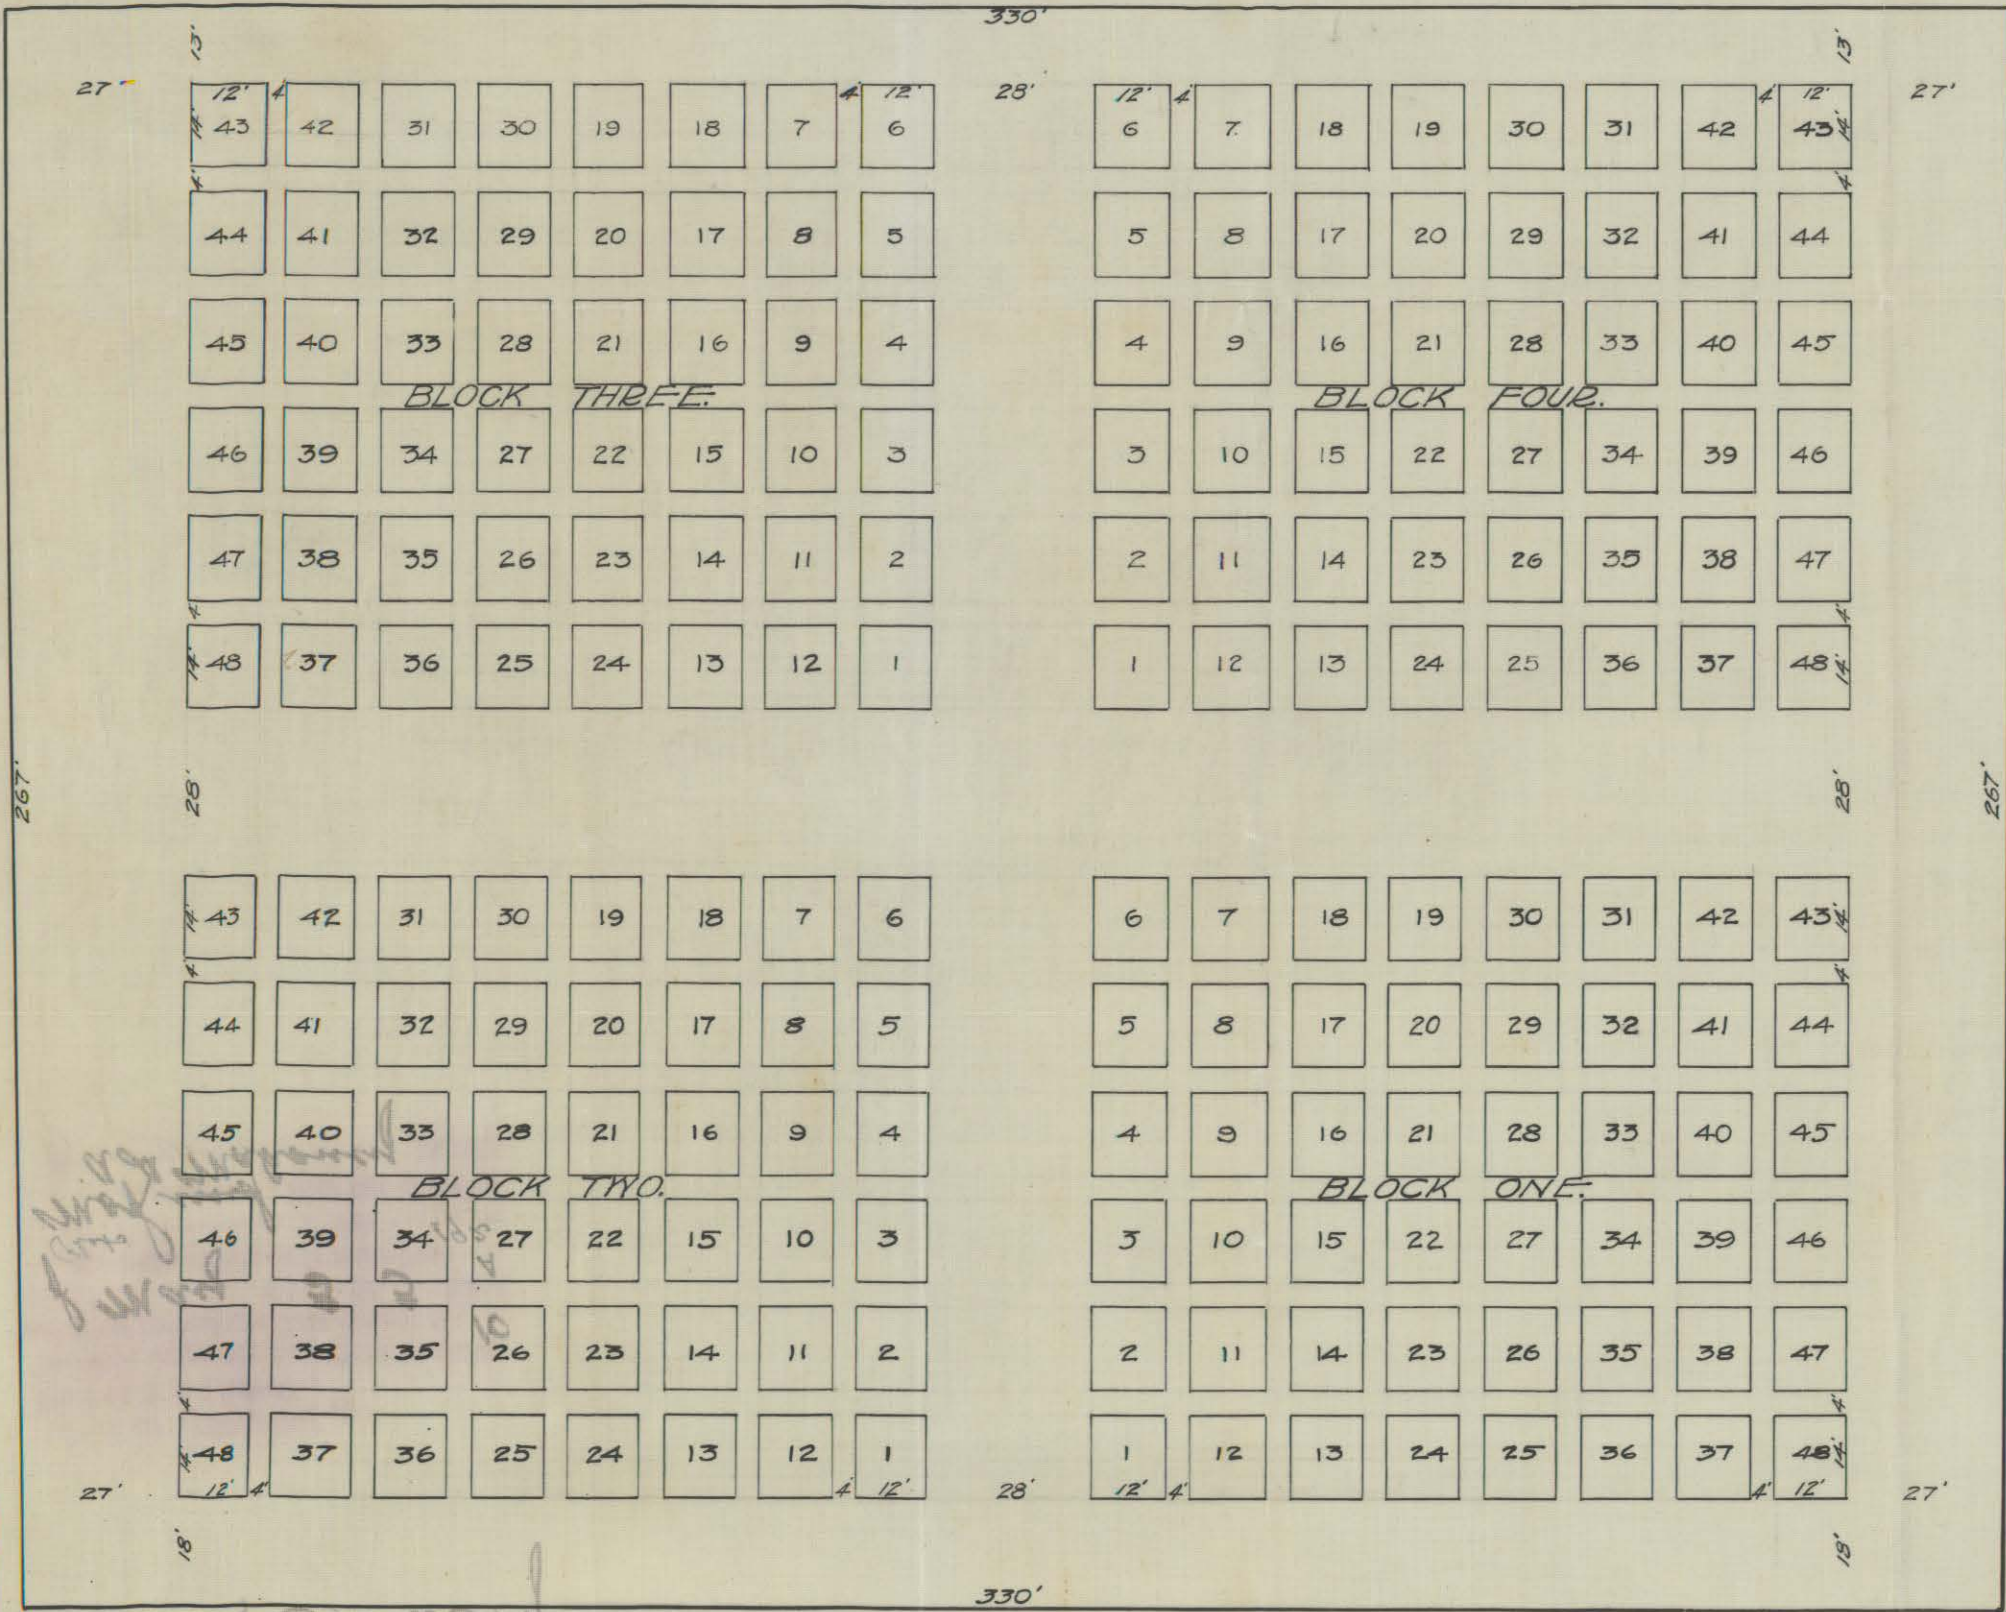 330'
13' 13'
27' 12' 4' 4' 12' 28' 12' 4' 4' 12' 27'
14' 43 42 31 30 19 18 7 6 6 7. 18 19 30 31 42 43 14'
4' 4'
44 41 32 29 20 17 8 5 5 8 17 20 29 32 41 44
45 40 33 28 21 16 9 4 4 9 16 21 28 33 40 45
BLOCK THREE. BLOCK FOUR.
46 39 34 27 22 15 10 3 3 10 15 22 27 34 39 46
47 38 35 26 23 14 11 2 2 11 14 23 26 35 38 47
4' 4'
14' 48 37 36 25 24 13 12 1 1 12 13 24 25 36 37 48 14'
267' 28' 28' 267'
14' 43 42 31 30 19 18 7 6 6 7 18 19 30 31 42 43 14'
4' 4'
44 41 32 29 20 17 8 5 5 8 17 20 29 32 41 44
45 40 33 28 21 16 9 4 4 9 16 21 28 33 40 45
BLOCK TWO. BLOCK ONE.
46 39 34 27 22 15 10 3 3 10 15 22 27 34 39 46
47 38 35 26 23 14 11 2 2 11 14 23 26 35 38 47
4' 4'
14' 48 37 36 25 24 13 12 1 1 12 13 24 25 36 37 48 14'
27' 12' 4' 4' 12' 28' 12' 4' 4' 12' 27'
18' 18'
330'